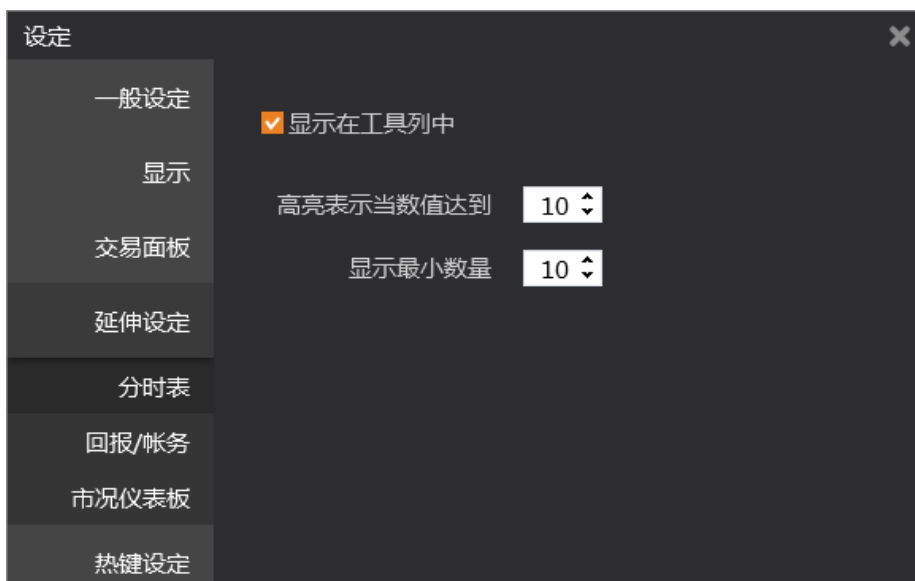 设定
一般设定
显示
交易面板
延伸设定
分时表
回报/帐务
市况仪表板
热键设定
显示在工具列中
高亮表示当数值达到 10
显示最小数量 10